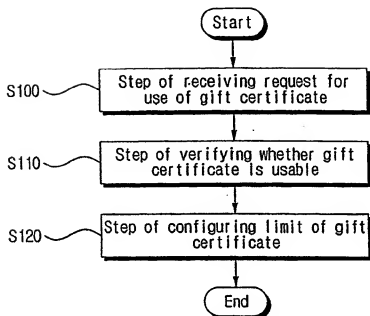 Start
S100
Step of receiving request for
use of gift certificate
S110
Step of verifying whether gift
certificate is usable
S120
Step of configuring limit of gift
certificate
End